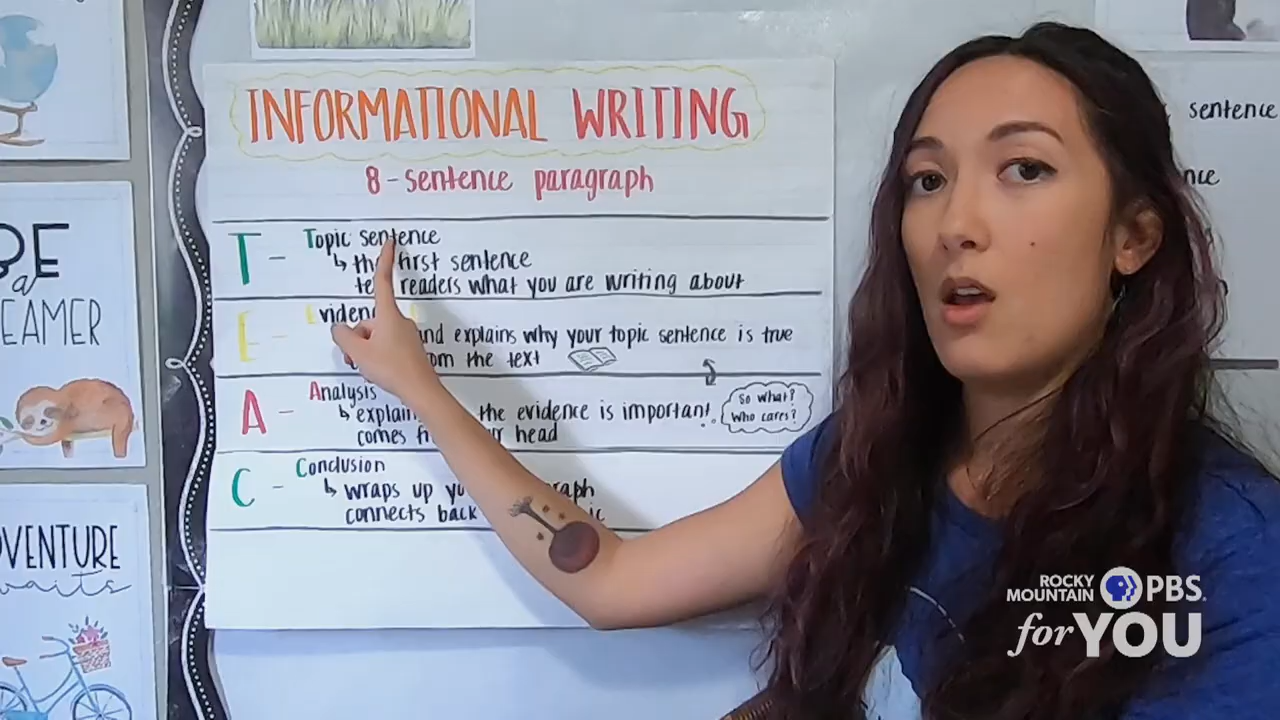 INFORMATIONAL WRITING
8-sentence paragraph
T - Topic sentence
↳ the first sentence
readers what you are writing about
E -
and explains why your topic sentence is true
from the text
A - Analysis
↳ explain the evidence is important!
comes head
So what?
Who cares?
C - Conclusion
↳ wraps up
connects back
sentence
BE
a
VENTURE
ROCKY
MOUNTAIN PBS
for YOU